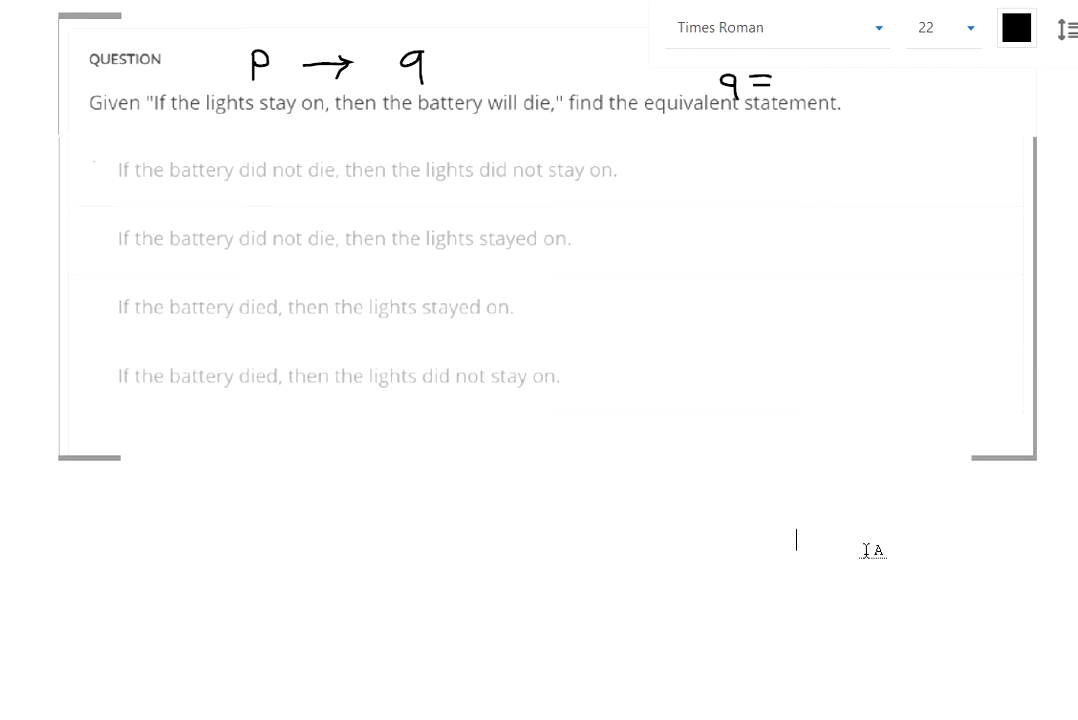 Times Roman 22
QUESTION p → q
q =
Given "If the lights stay on, then the battery will die," find the equivalent statement.
If the battery did not die, then the lights did not stay on.
If the battery did not die, then the lights stayed on.
If the battery died, then the lights stayed on.
If the battery died, then the lights did not stay on.
A